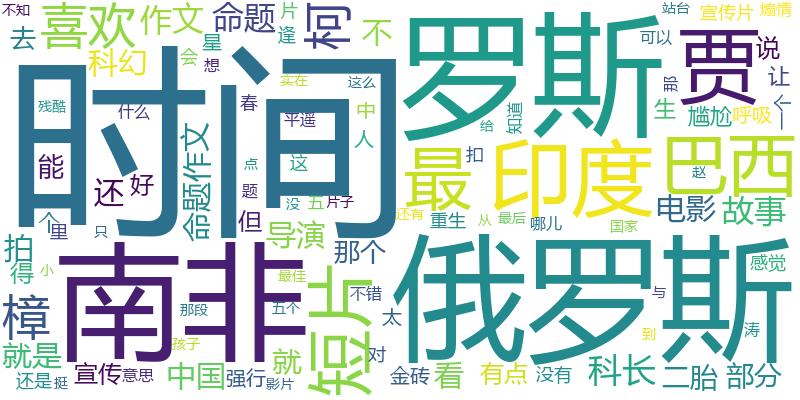 不知
喜欢
作文
命题
片
逢
柯
不
罗斯
贾
站台
宣传片
煽情
可以
说
去
科幻
星
会
想
那
让
一个
时间
残酷
什么
命题作文
实在
春
平遥
这么
中
人
最
给
知道
印度
生
尴尬
呼吸
巴西
赵
能
还
好
这
点
题
没
五
片子
扣
个
里
只
但
还有
重生
从
最后
哪儿
电影
国家
故事
拍
得
小
南非
导演
那个
最佳
短片
不错
太
俄罗斯
感觉
与
涛
到
樟
那段
五个
孩子
就
对
就是
还是
挺
宣传
意思
中国
强行
影片
金砖
看
有点
没有
科长
二胎
部分